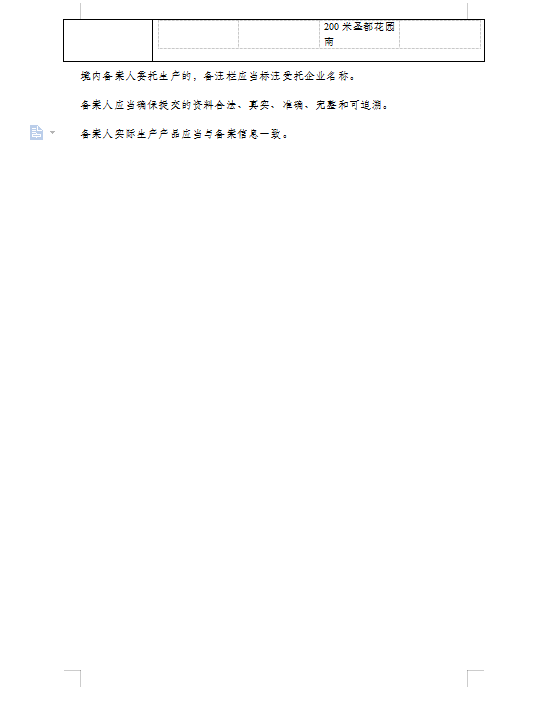 200 米圣都花园
南
境内备案人委托生产的，备注栏应当标注受托企业名称。
备案人应当确保提交的资料合法、真实、准确、完整和可追溯。
备案人实际生产产品应当与备案信息一致。